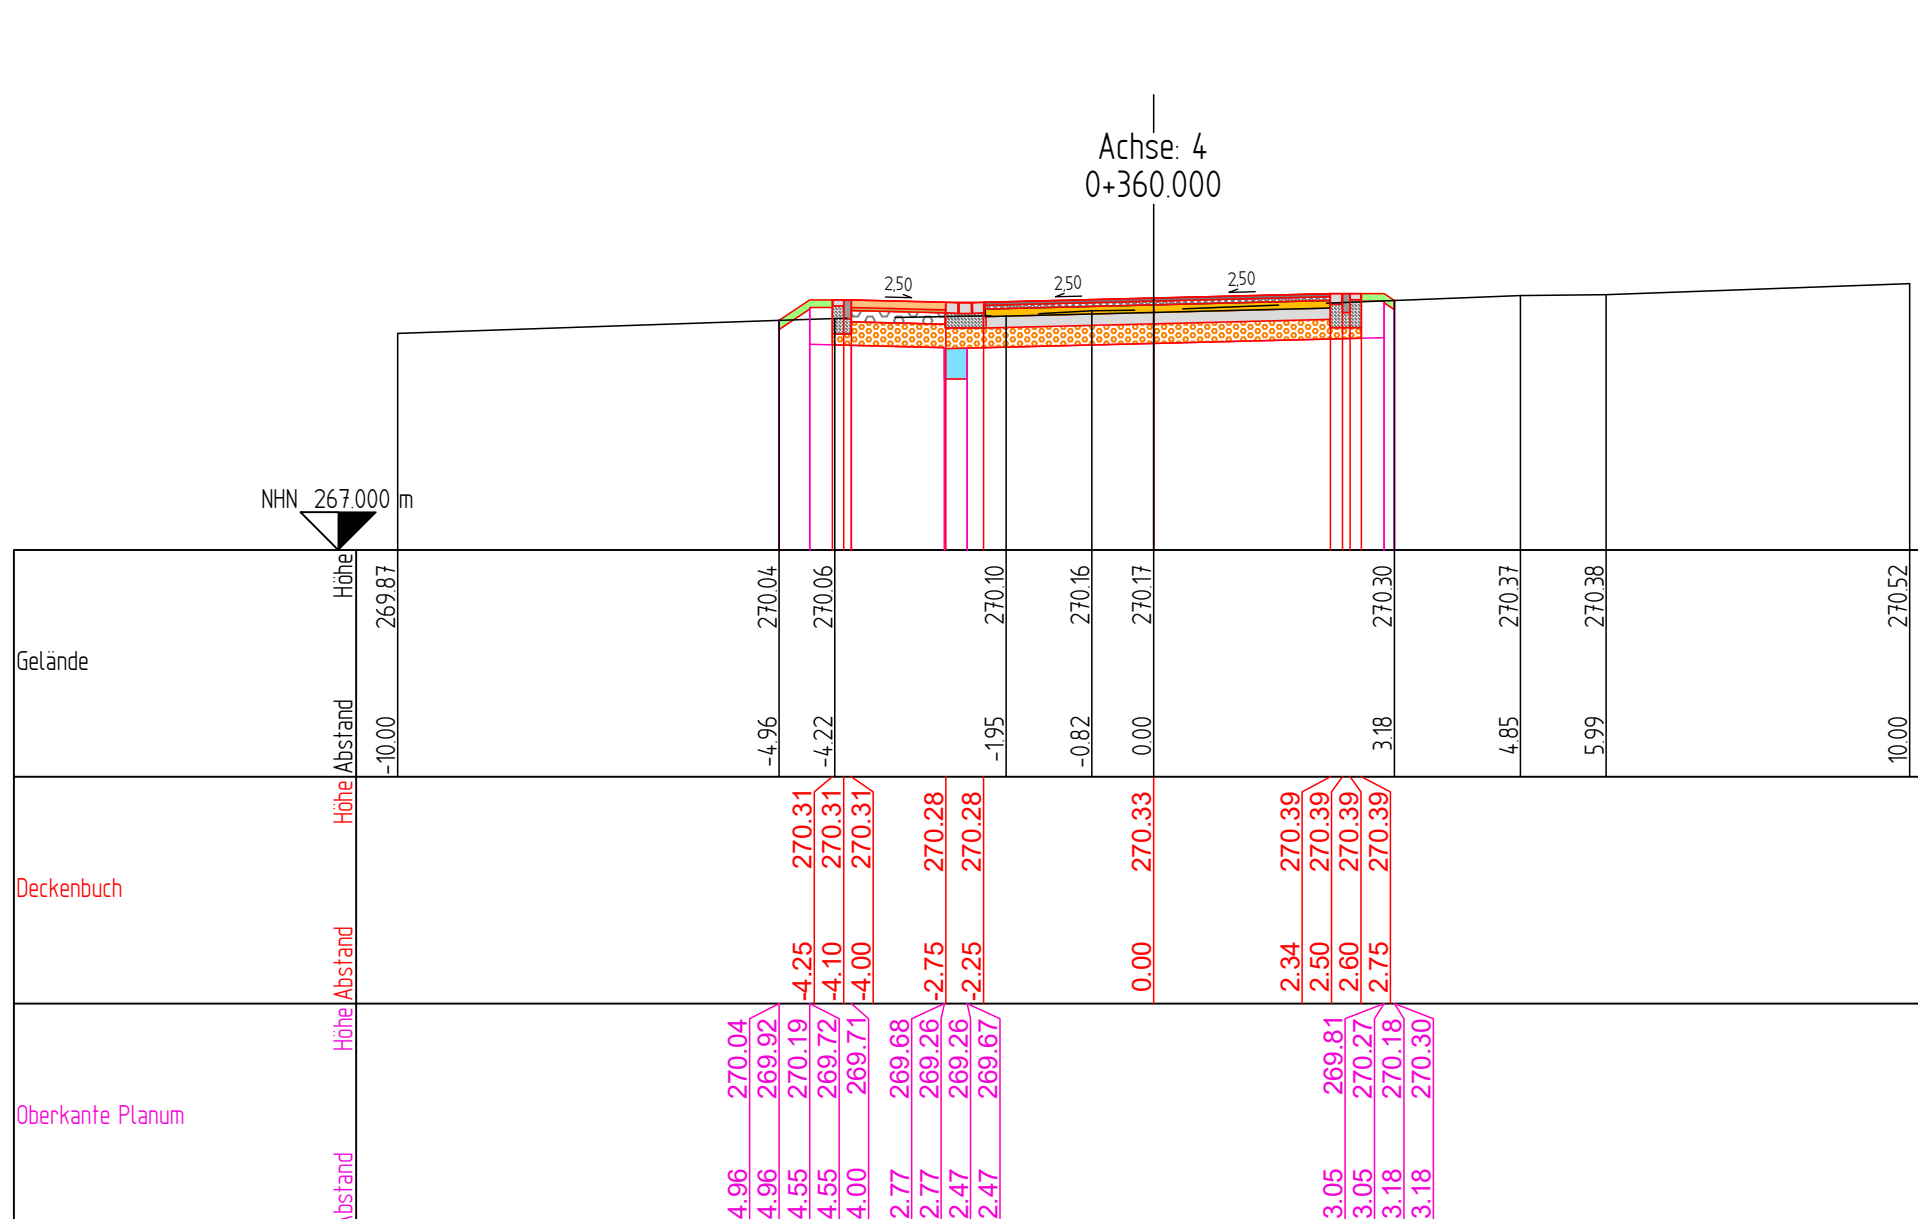 Achse: 4
0+360.000
2,50 2,50 2,50
NHN 267.000 m
Gelände
Höhe 269.87 270.04 270.06 270.10 270.16 270.17 270.30 270.37 270.38 270.52
Abstand -10.00 -4.96 -4.22 -1.95 -0.82 0.00 3.18 4.85 5.99 10.00
Deckenbuch
Höhe 270.31 270.31 270.31 270.28 270.28 270.33 270.39 270.39 270.39 270.39
Abstand -4.25 -4.10 -4.00 -2.75 -2.25 0.00 2.34 2.50 2.60 2.75
Oberkante Planum
Höhe 270.04 269.92 270.19 269.72 269.71 269.68 269.26 269.26 269.67 269.81 270.27 270.18 270.30
Abstand 4.96 4.96 4.55 4.55 4.00 2.77 2.77 2.47 2.47 3.05 3.05 3.18 3.18